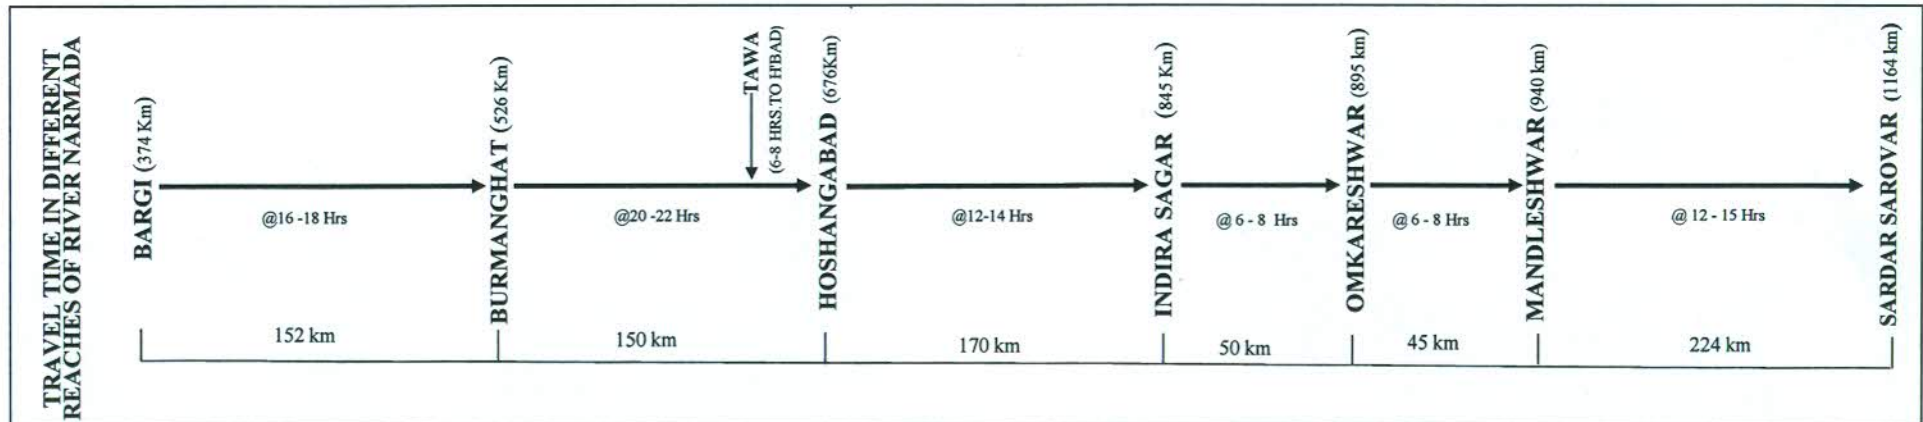 TRAVEL TIME IN DIFFERENT
REACHES OF RIVER NARMADA
BARGI (374 Km)
@16 -18 Hrs
BURMANGHAT (526 Km)
@20 -22 Hrs
TAWA
(6-8 HRS.TO H'BAD)
HOSHANGABAD (676Km)
@12-14 Hrs
INDIRA SAGAR (845 Km)
@ 6 - 8 Hrs
OMKARESHWAR (895 km)
@ 6 - 8 Hrs
MANDLESHWAR (940 km)
@ 12 - 15 Hrs
SARDAR SAROVAR (1164 km)
152 km
150 km
170 km
50 km
45 km
224 km